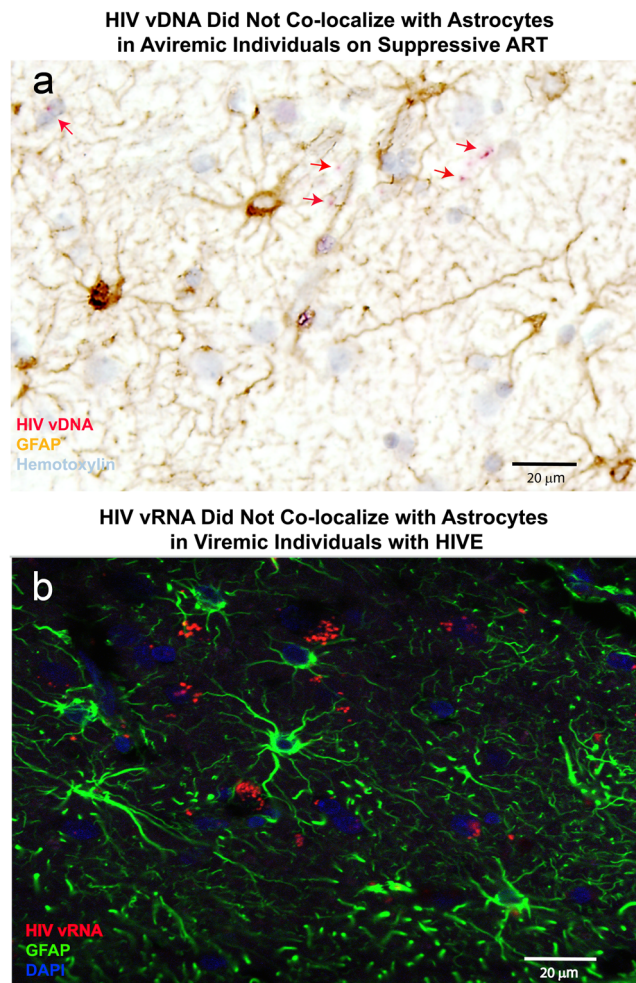 HIV vDNA Did Not Co-localize with Astrocytes
in Aviremic Individuals on Suppressive ART
a
HIV vDNA
GFAP
Hemotoxylin
20 μm
HIV vRNA Did Not Co-localize with Astrocytes
in Viremic Individuals with HIVE
b
HIV vRNA
GFAP
DAPI
20 μm